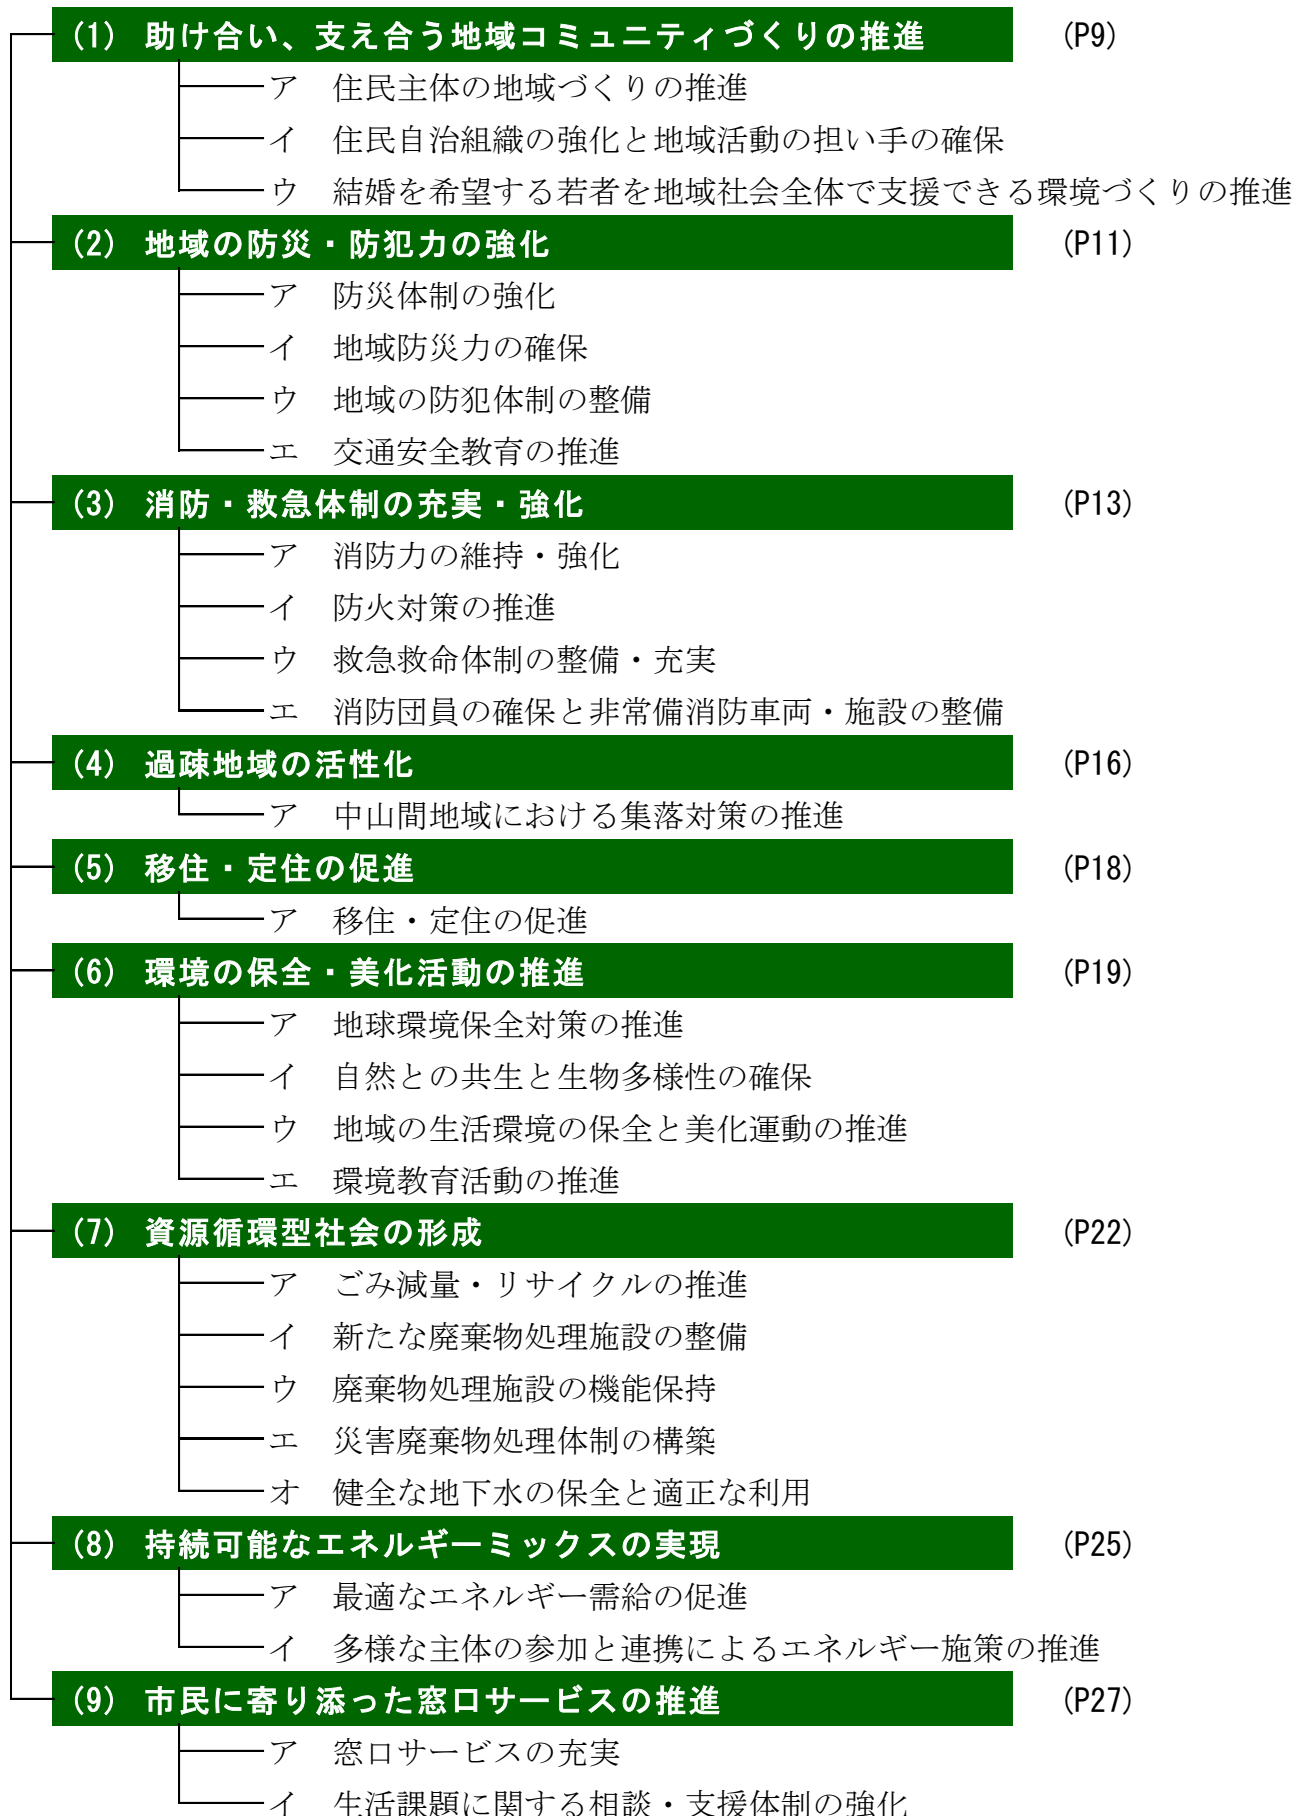 (1) 助け合い、支え合う地域コミュニティづくりの推進 (P9)
ア 住民主体の地域づくりの推進
イ 住民自治組織の強化と地域活動の担い手の確保
ウ 結婚を希望する若者を地域社会全体で支援できる環境づくりの推進
(2) 地域の防災・防犯力の強化 (P11)
ア 防災体制の強化
イ 地域防災力の確保
ウ 地域の防犯体制の整備
エ 交通安全教育の推進
(3) 消防・救急体制の充実・強化 (P13)
ア 消防力の維持・強化
イ 防火対策の推進
ウ 救急救命体制の整備・充実
エ 消防団員の確保と非常備消防車両・施設の整備
(4) 過疎地域の活性化 (P16)
ア 中山間地域における集落対策の推進
(5) 移住・定住の促進 (P18)
ア 移住・定住の促進
(6) 環境の保全・美化活動の推進 (P19)
ア 地球環境保全対策の推進
イ 自然との共生と生物多様性の確保
ウ 地域の生活環境の保全と美化運動の推進
エ 環境教育活動の推進
(7) 資源循環型社会の形成 (P22)
ア ごみ減量・リサイクルの推進
イ 新たな廃棄物処理施設の整備
ウ 廃棄物処理施設の機能保持
エ 災害廃棄物処理体制の構築
オ 健全な地下水の保全と適正な利用
(8) 持続可能なエネルギーミックスの実現 (P25)
ア 最適なエネルギー需給の促進
イ 多様な主体の参加と連携によるエネルギー施策の推進
(9) 市民に寄り添った窓口サービスの推進 (P27)
ア 窓口サービスの充実
イ 生活課題に関する相談・支援体制の強化